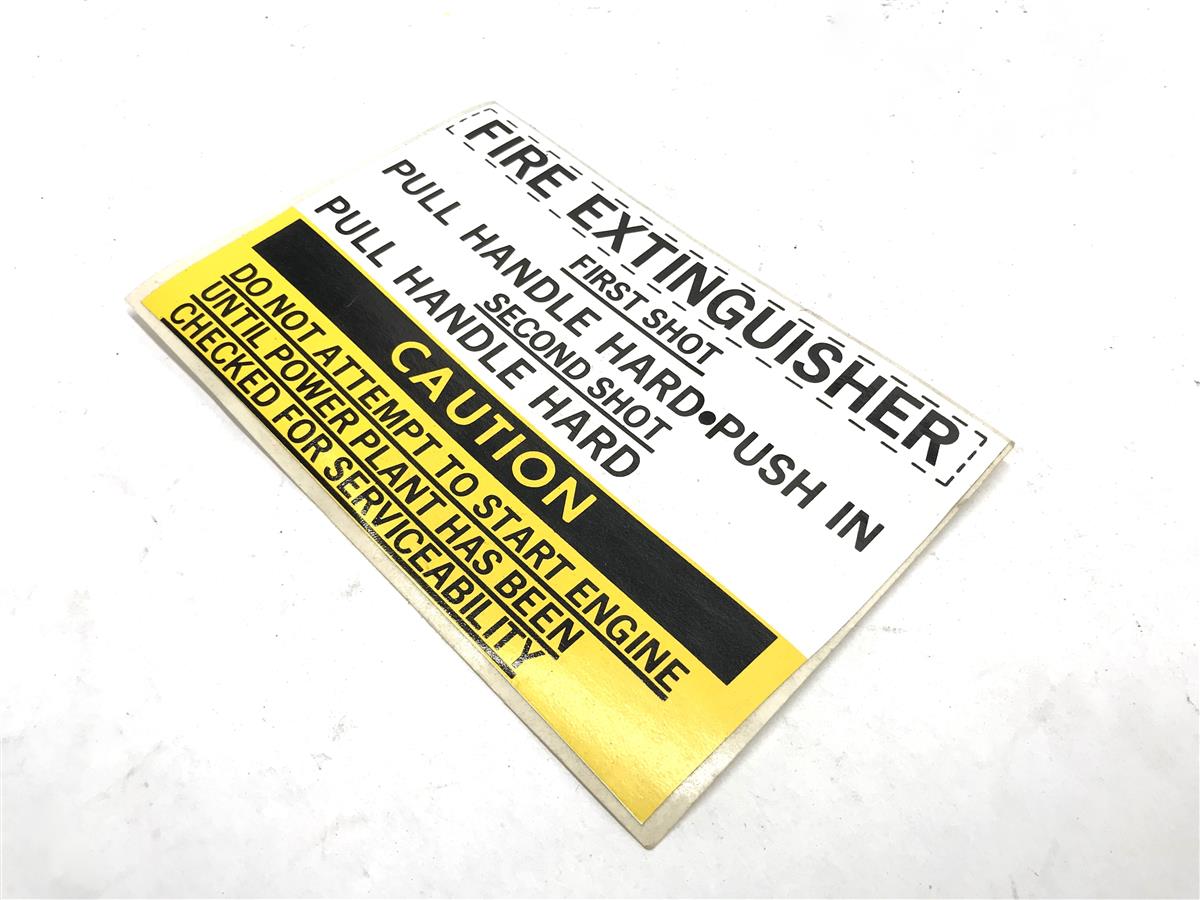 FIRE EXTINGUISHER
FIRST SHOT
PULL HANDLE HARD•PUSH IN
SECOND SHOT
PULL HANDLE HARD
CAUTION
DO NOT ATTEMPT TO START ENGINE
UNTIL POWER PLANT HAS BEEN
CHECKED FOR SERVICEABILITY